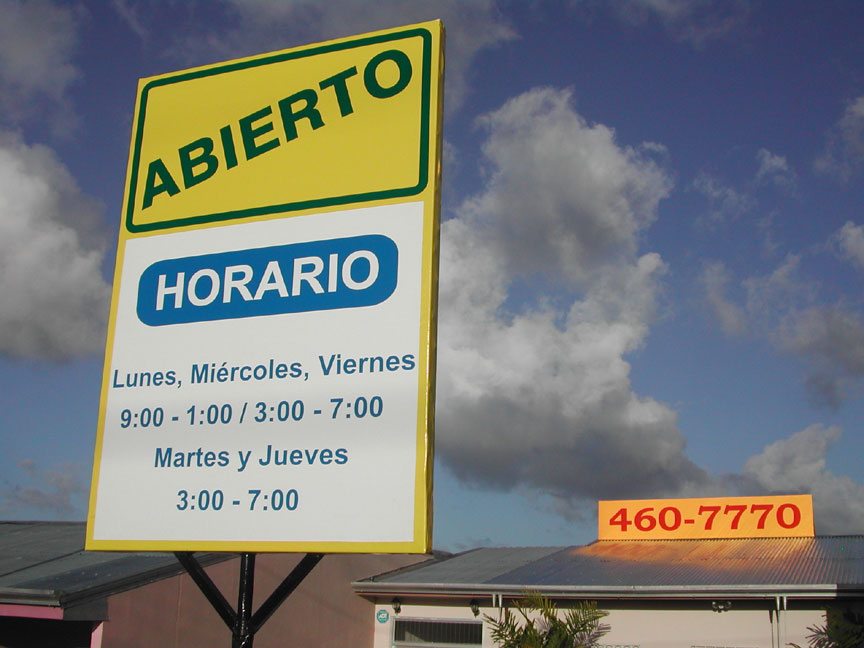 ABIERTO
HORARIO
Lunes, Miércoles, Viernes
9:00 - 1:00 / 3:00 - 7:00
Martes y Jueves
3:00 - 7:00
460-7770